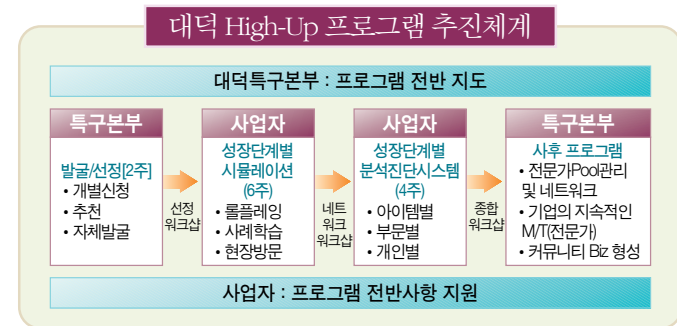 대덕 High-Up 프로그램 추진체계
대덕특구본부 : 프로그램 전반 지도
특구본부
발굴/선정[2주]
• 개별신청
• 추천
• 자체발굴
선정
워크샵
사업자
성장단계별
시뮬레이션
(6주)
• 롤플레잉
• 사례학습
• 현장방문
네트
워크
워크샵
사업자
성장단계별
분석진단시스템
(4주)
• 아이템별
• 부문별
• 개인별
종합
워크샵
특구본부
사후 프로그램
• 전문가Pool관리
및 네트워크
• 기업의 지속적인
M/T(전문가)
• 커뮤니티 Biz 형성
사업자 : 프로그램 전반사항 지원